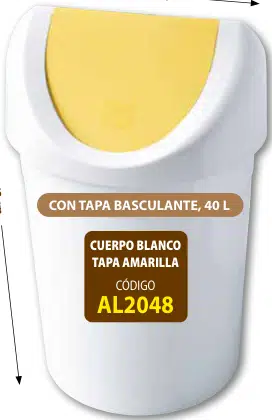 CON TAPA BASCULANTE, 40 L
CUERPO BLANCO
TAPA AMARILLA
CÓDIGO
AL2048